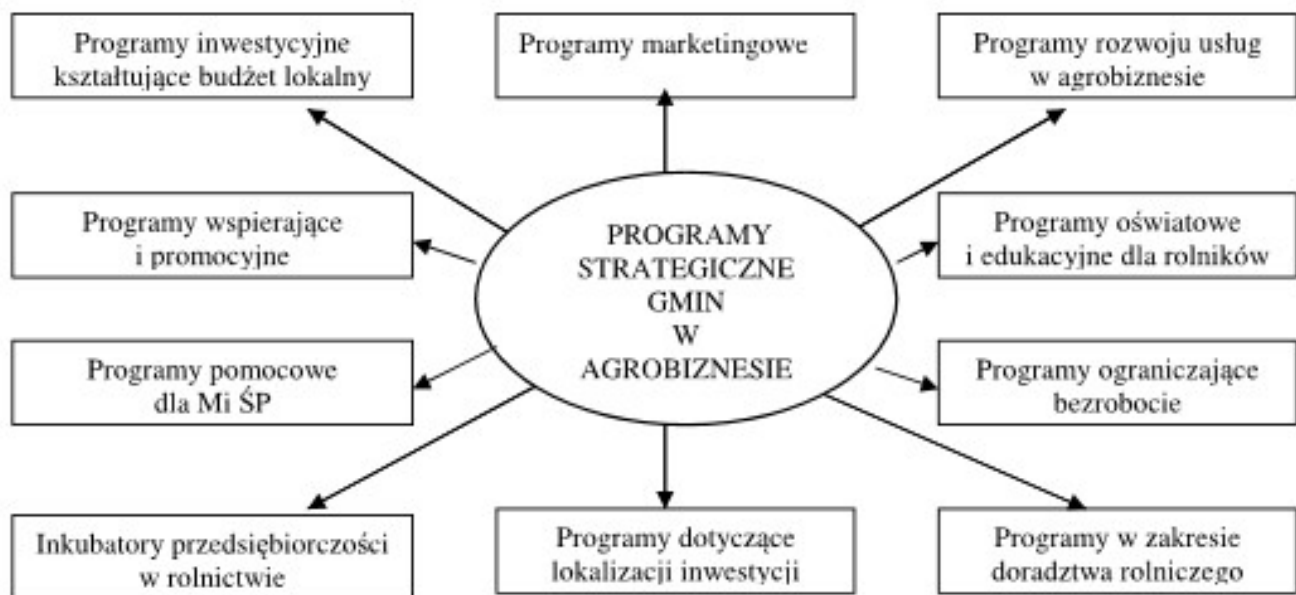 Programy inwestycyjne
kształtujące budżet lokalny
Programy marketingowe
Programy rozwoju usług
w agrobiznesie
Programy wspierające
i promocyjne
PROGRAMY
STRATEGICZNE
GMIN
W
AGROBIZNESIE
Programy oświatowe
i edukacyjne dla rolników
Programy pomocowe
dla Mi ŚP
Programy ograniczające
bezrobocie
Inkubatory przedsiębiorczości
w rolnictwie
Programy dotyczące
lokalizacji inwestycji
Programy w zakresie
doradztwa rolniczego